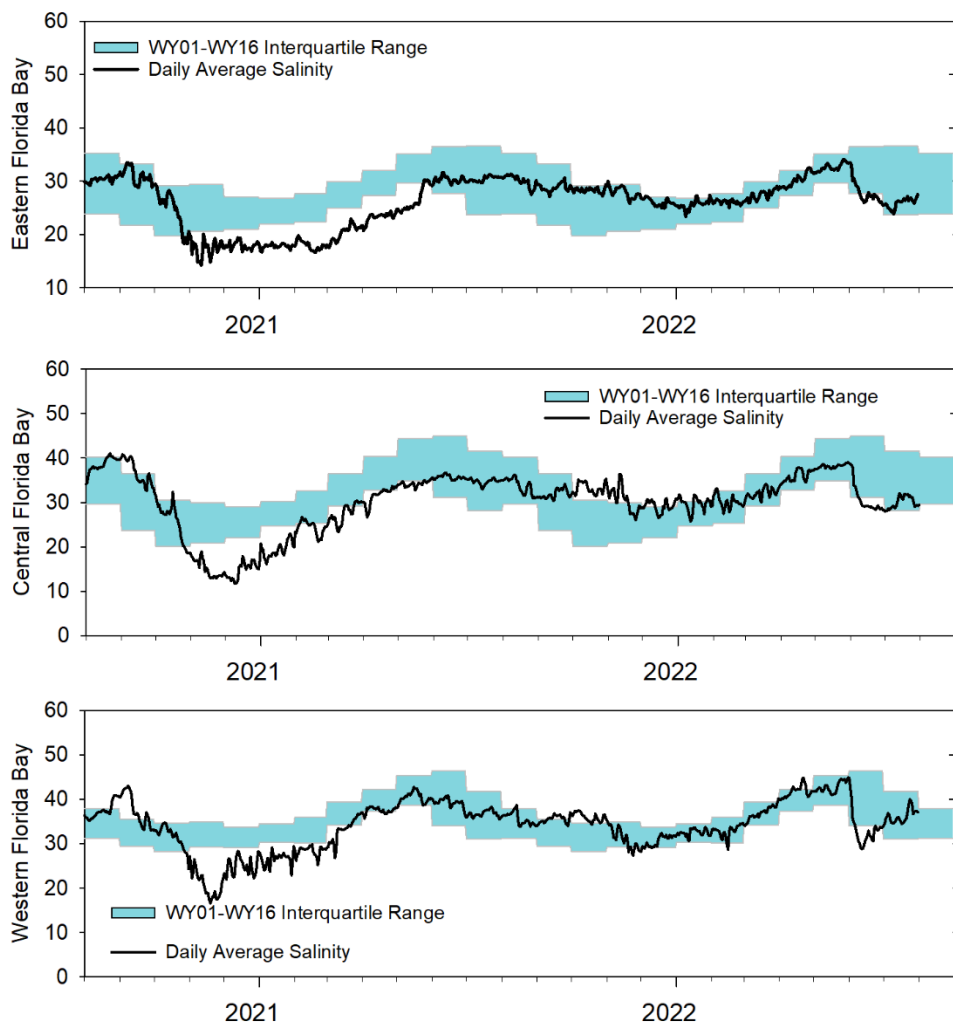 60
WY01-WY16 Interquartile Range
50
Daily Average Salinity
40
30
20
10
Eastern Florida Bay
2021
2022
60
50
WY01-WY16 Interquartile Range
Daily Average Salinity
40
30
20
10
0
Central Florida Bay
2021
2022
60
50
40
30
20
WY01-WY16 Interquartile Range
10
Daily Average Salinity
0
Western Florida Bay
2021
2022